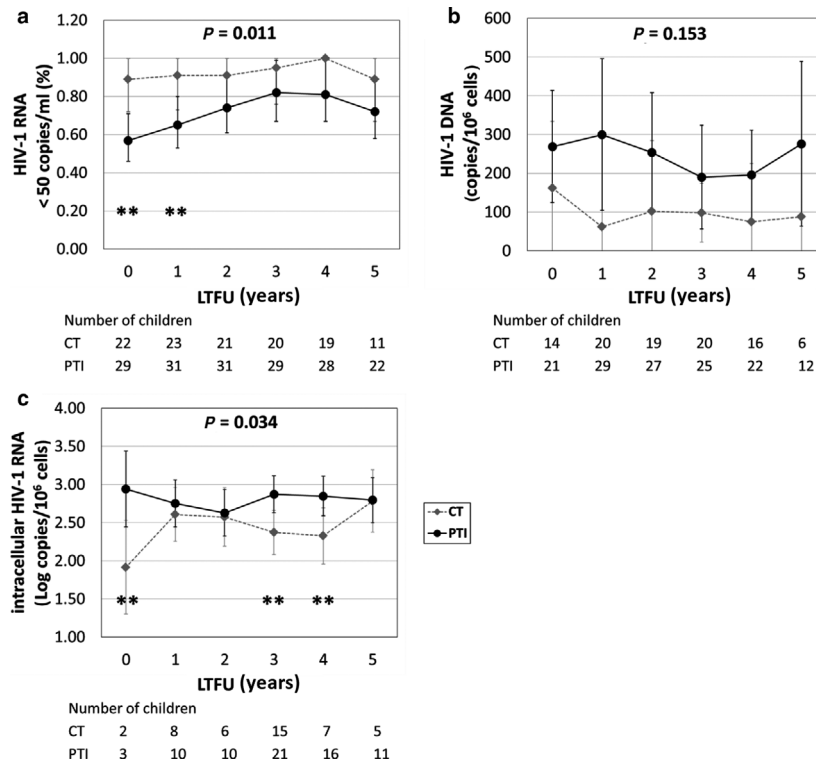 a
P = 0.011
HIV-1 RNA
< 50 copies/ml (%)
1.20
1.00
0.80
0.60
0.40
0.20
0.00
** **
0 1 2 3 4 5
LTFU (years)
Number of children
CT 22 23 21 20 19 11
PTI 29 31 31 29 28 22
b
P = 0.153
HIV-1 DNA
(copies/10⁶ cells)
600
500
400
300
200
100
0
0 1 2 3 4 5
LTFU (years)
Number of children
CT 14 20 19 20 16 6
PTI 21 29 27 25 22 12
c
P = 0.034
intracellular HIV-1 RNA
(Log copies/10⁶ cells)
4.00
3.50
3.00
2.50
2.00
1.50
1.00
** ** **
0 1 2 3 4 5
LTFU (years)
Number of children
CT 2 8 6 15 7 5
PTI 3 10 10 21 16 11
CT
PTI